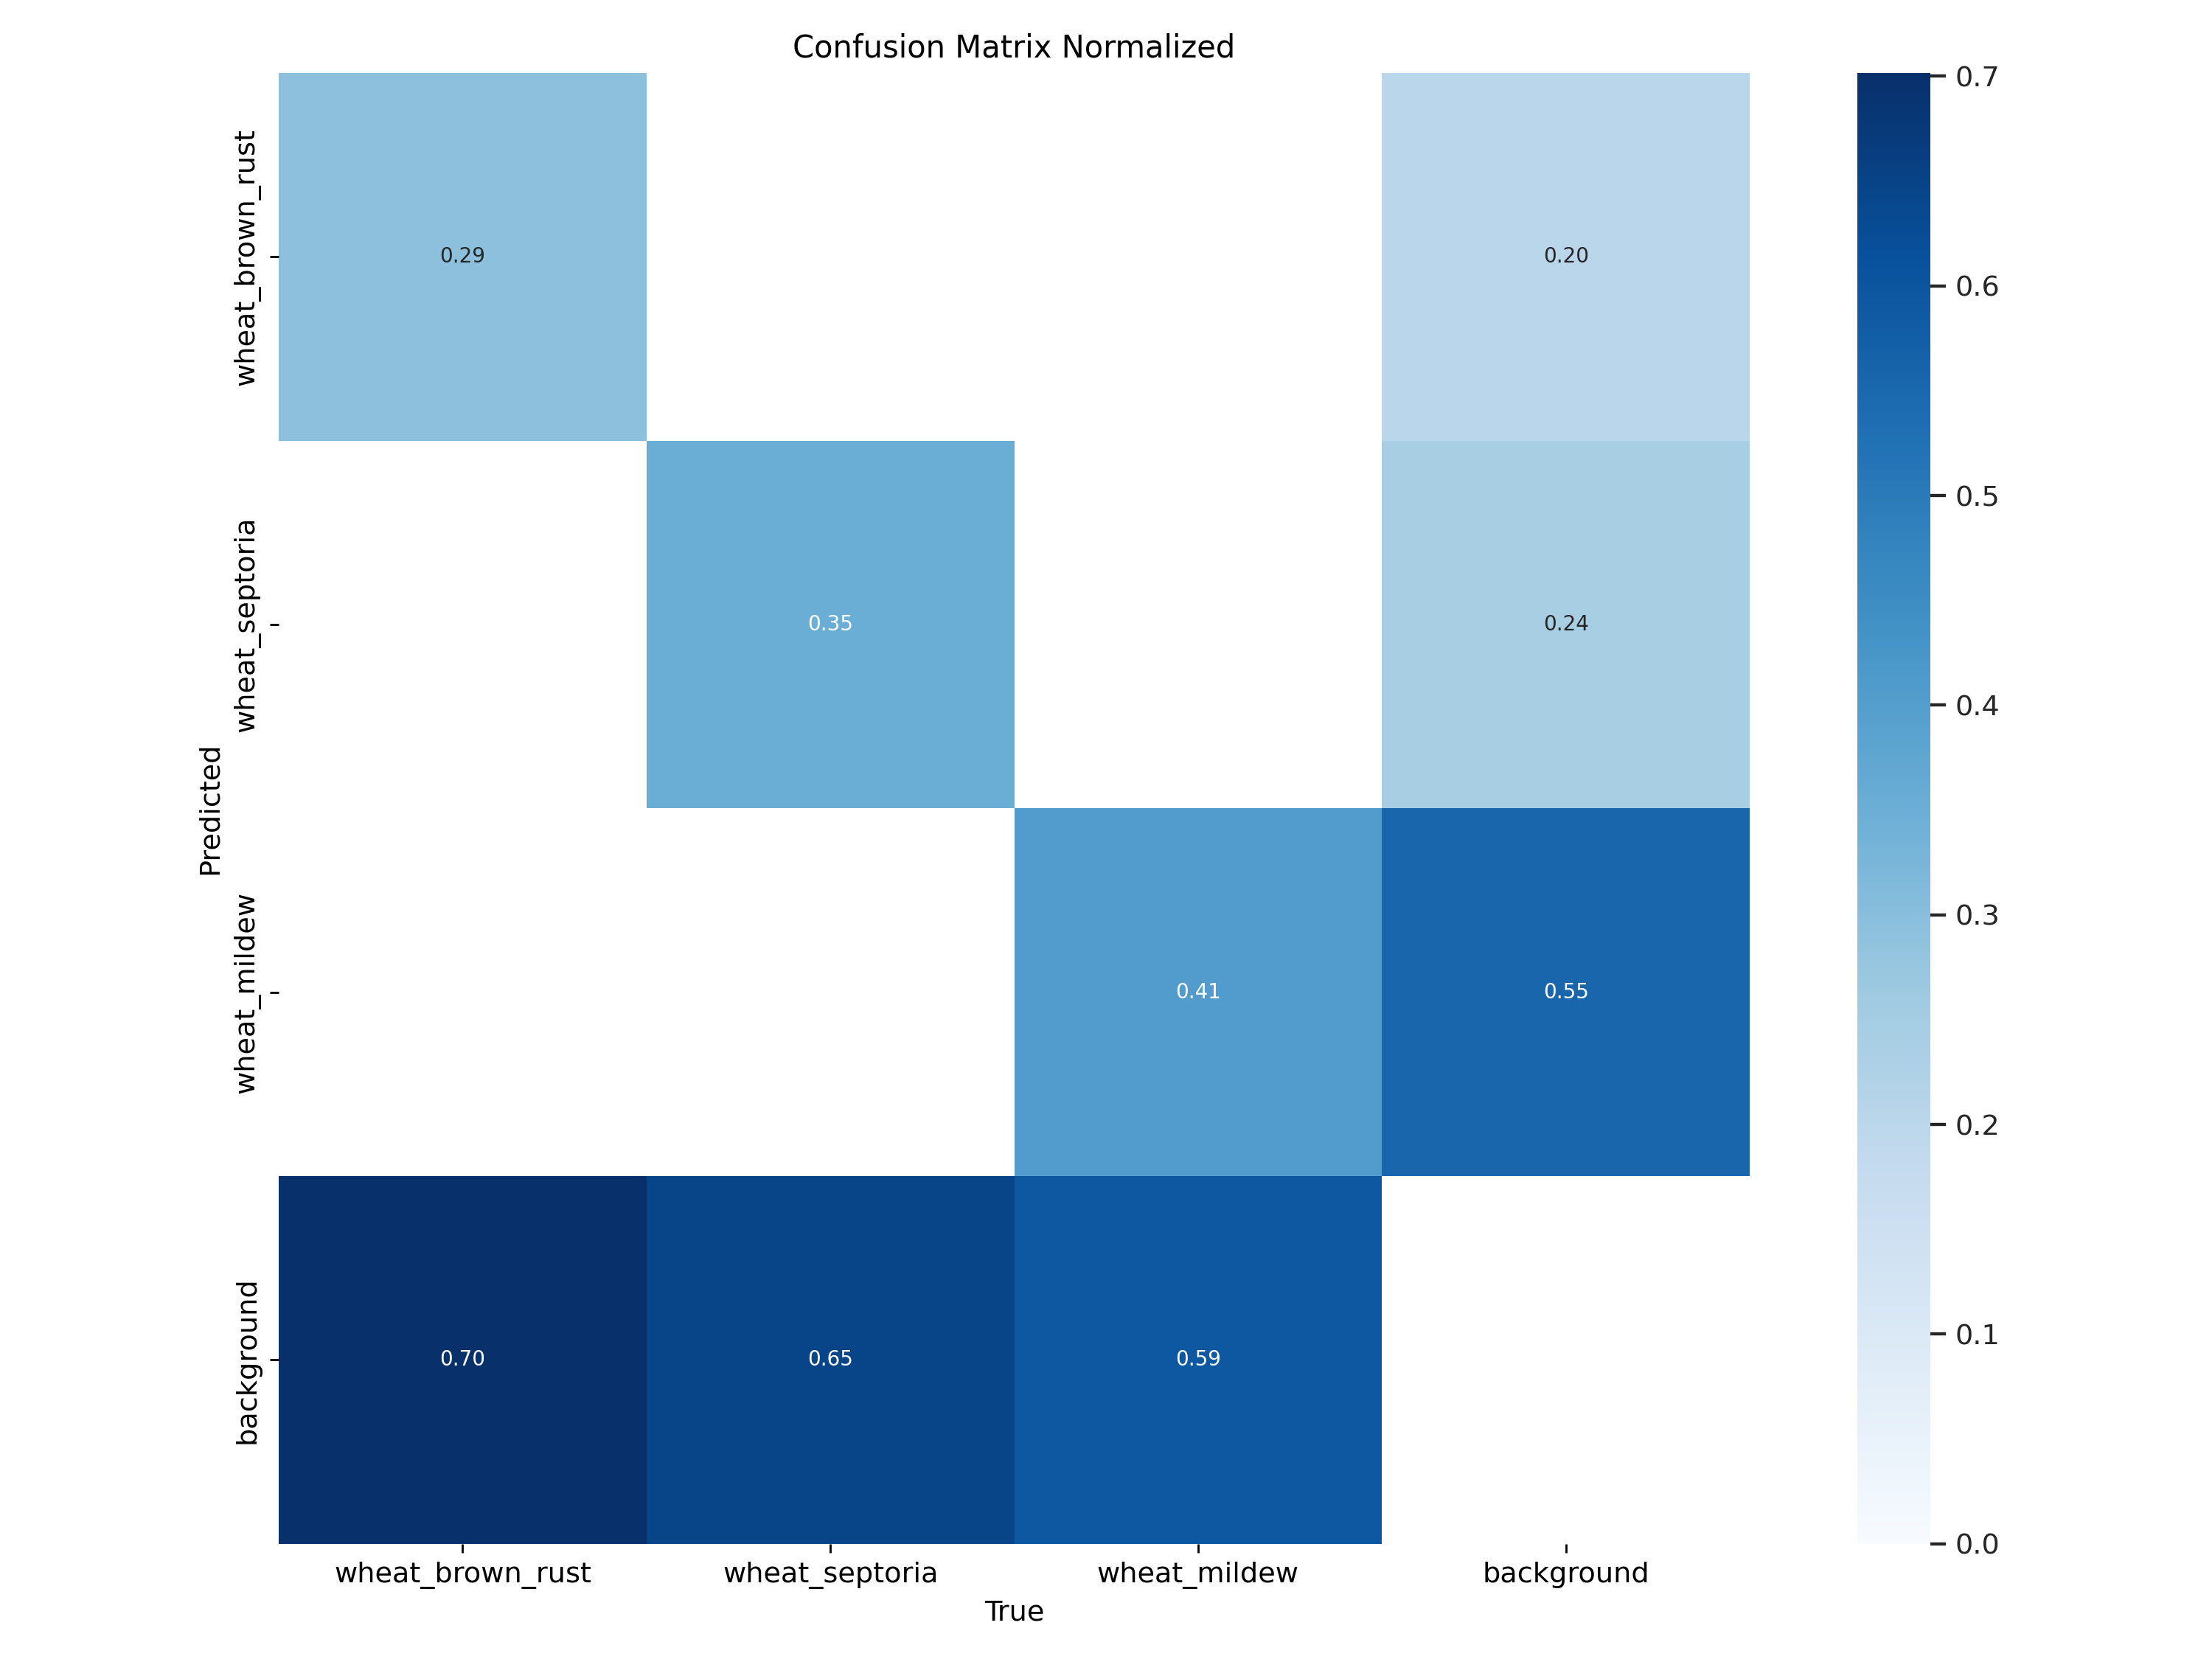 Confusion Matrix Normalized
Predicted
wheat_brown_rust
0.29
0.20
wheat_septoria
0.35
0.24
wheat_mildew
0.41
0.55
background
0.70
0.65
0.59
wheat_brown_rust
wheat_septoria
wheat_mildew
background
True
0.7
0.6
0.5
0.4
0.3
0.2
0.1
0.0